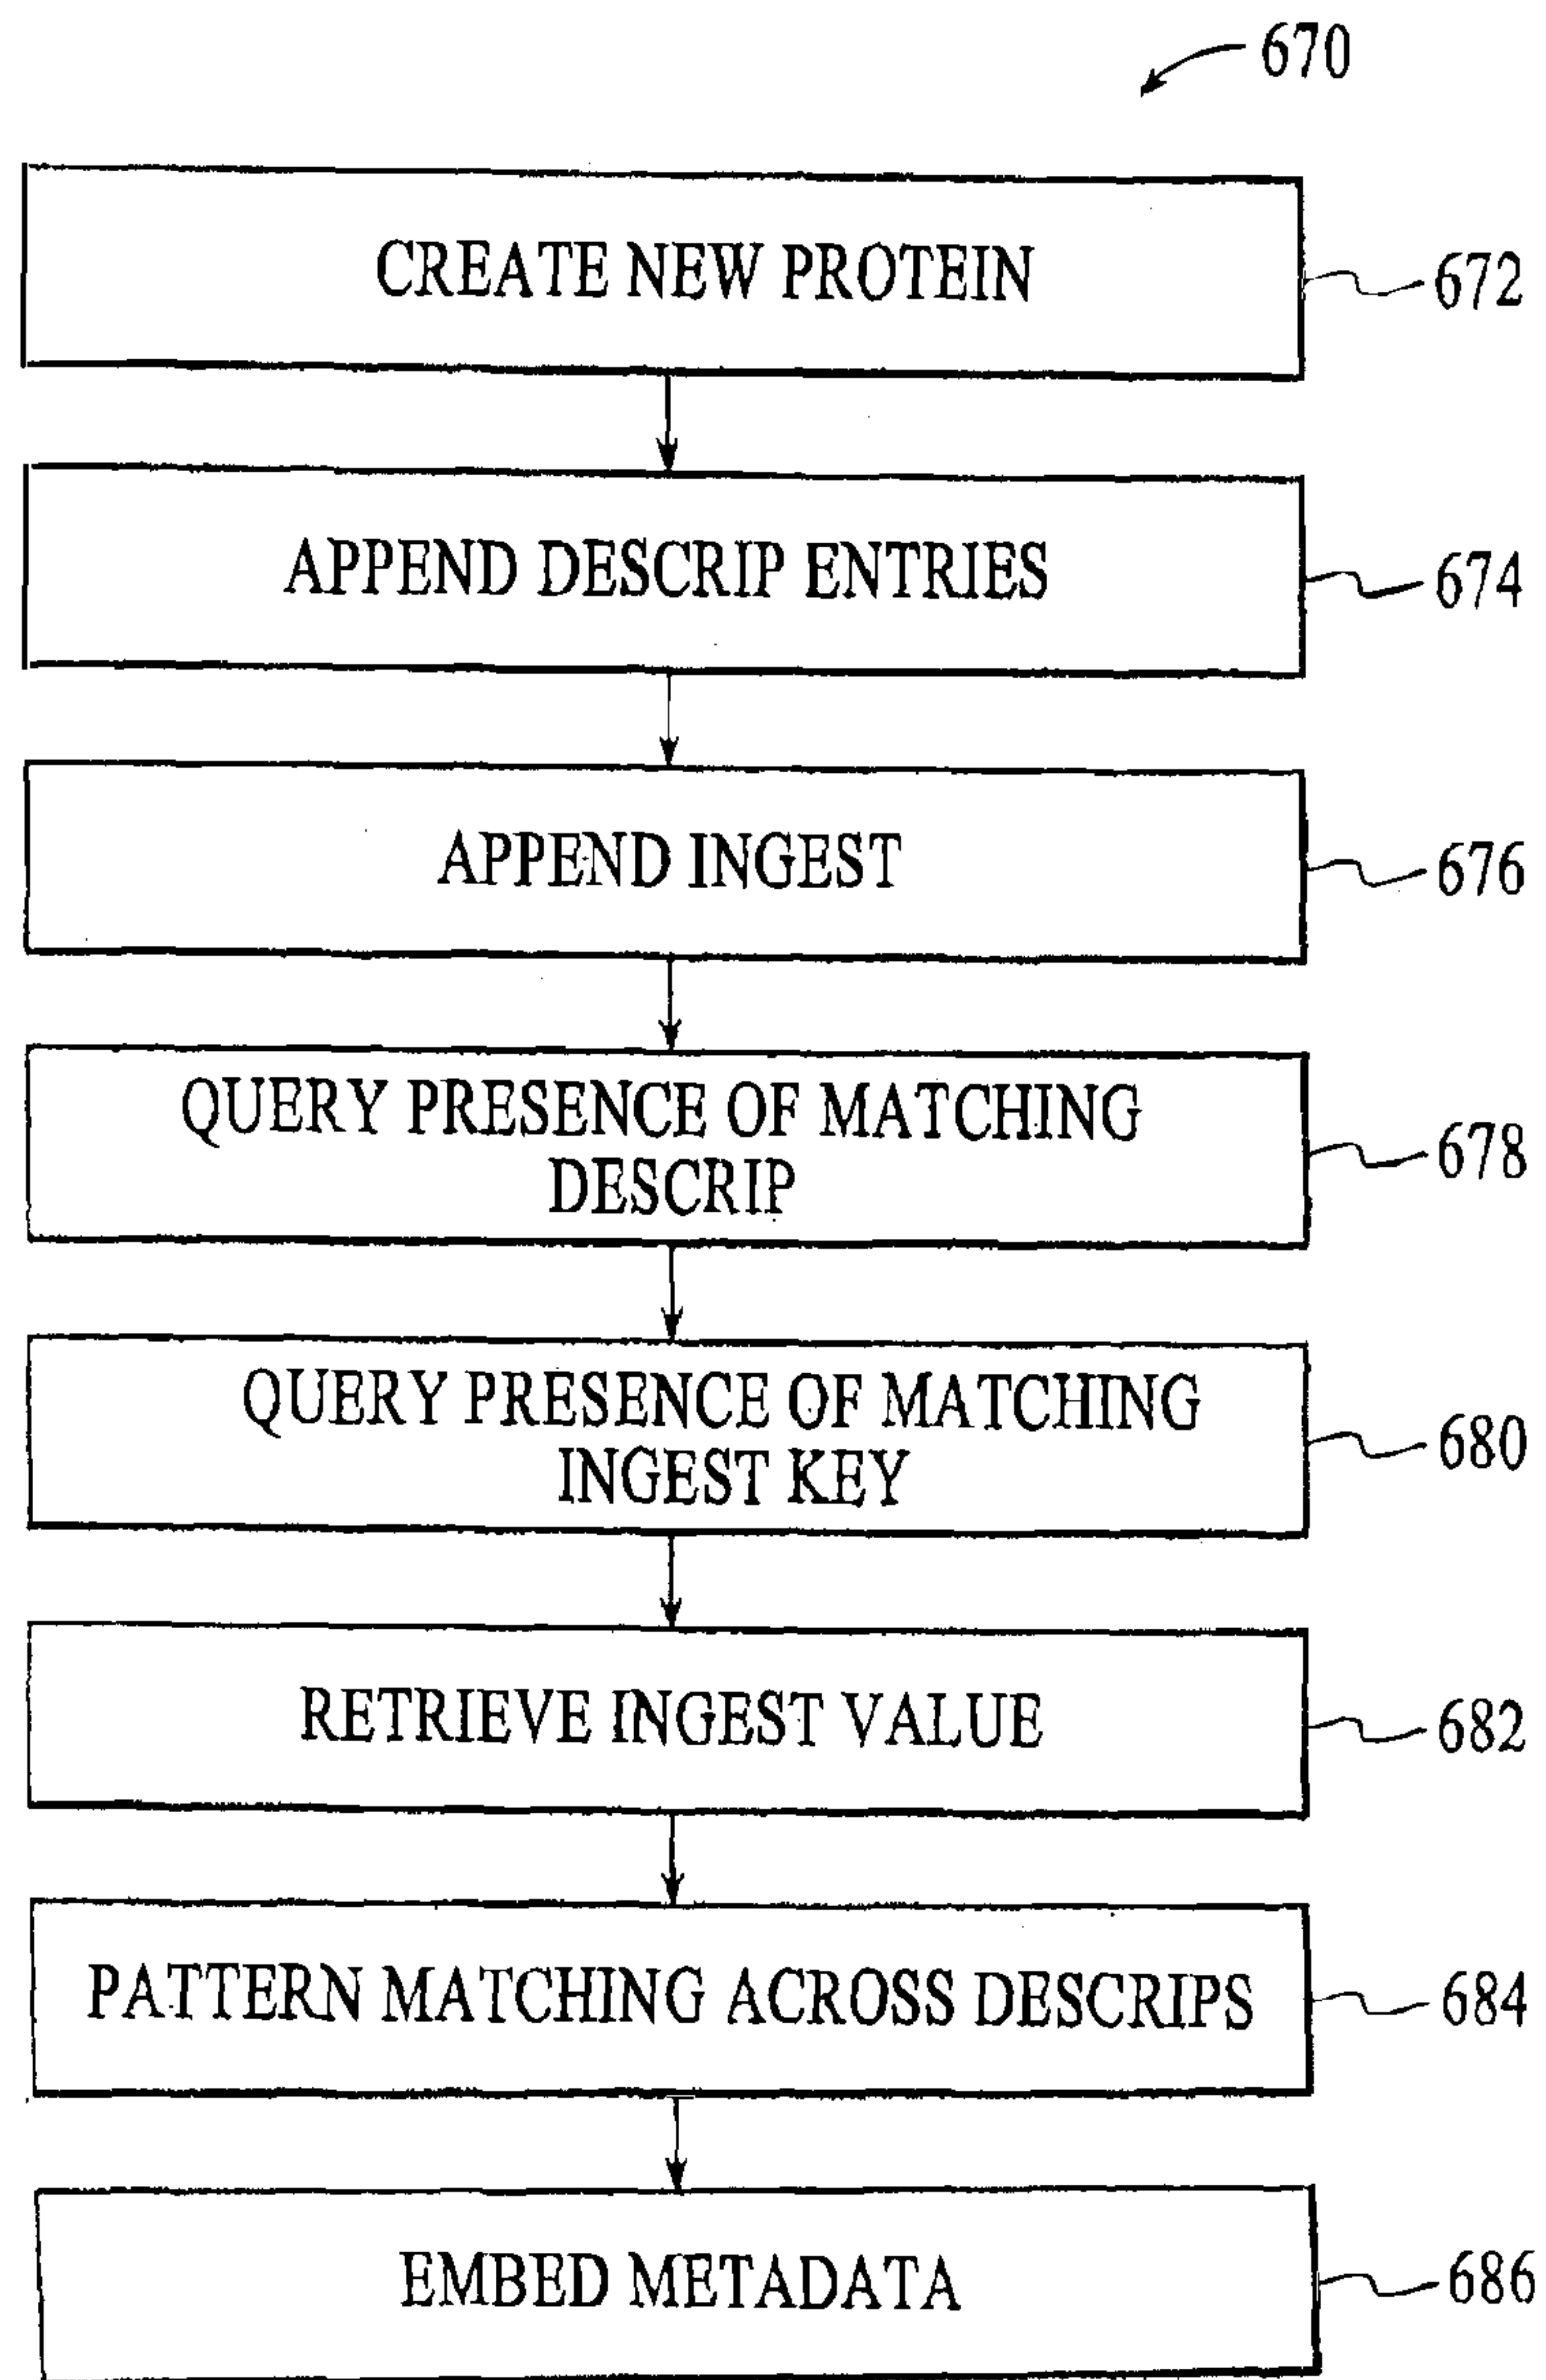 670
CREATE NEW PROTEIN
672
APPEND DESCRIP ENTRIES
674
APPEND INGEST
676
QUERY PRESENCE OF MATCHING
DESCRIP
678
QUERY PRESENCE OF MATCHING
INGEST KEY
680
RETRIEVE INGEST VALUE
682
PATTERN MATCHING ACROSS DESCRIPS
684
EMBED METADATA
686